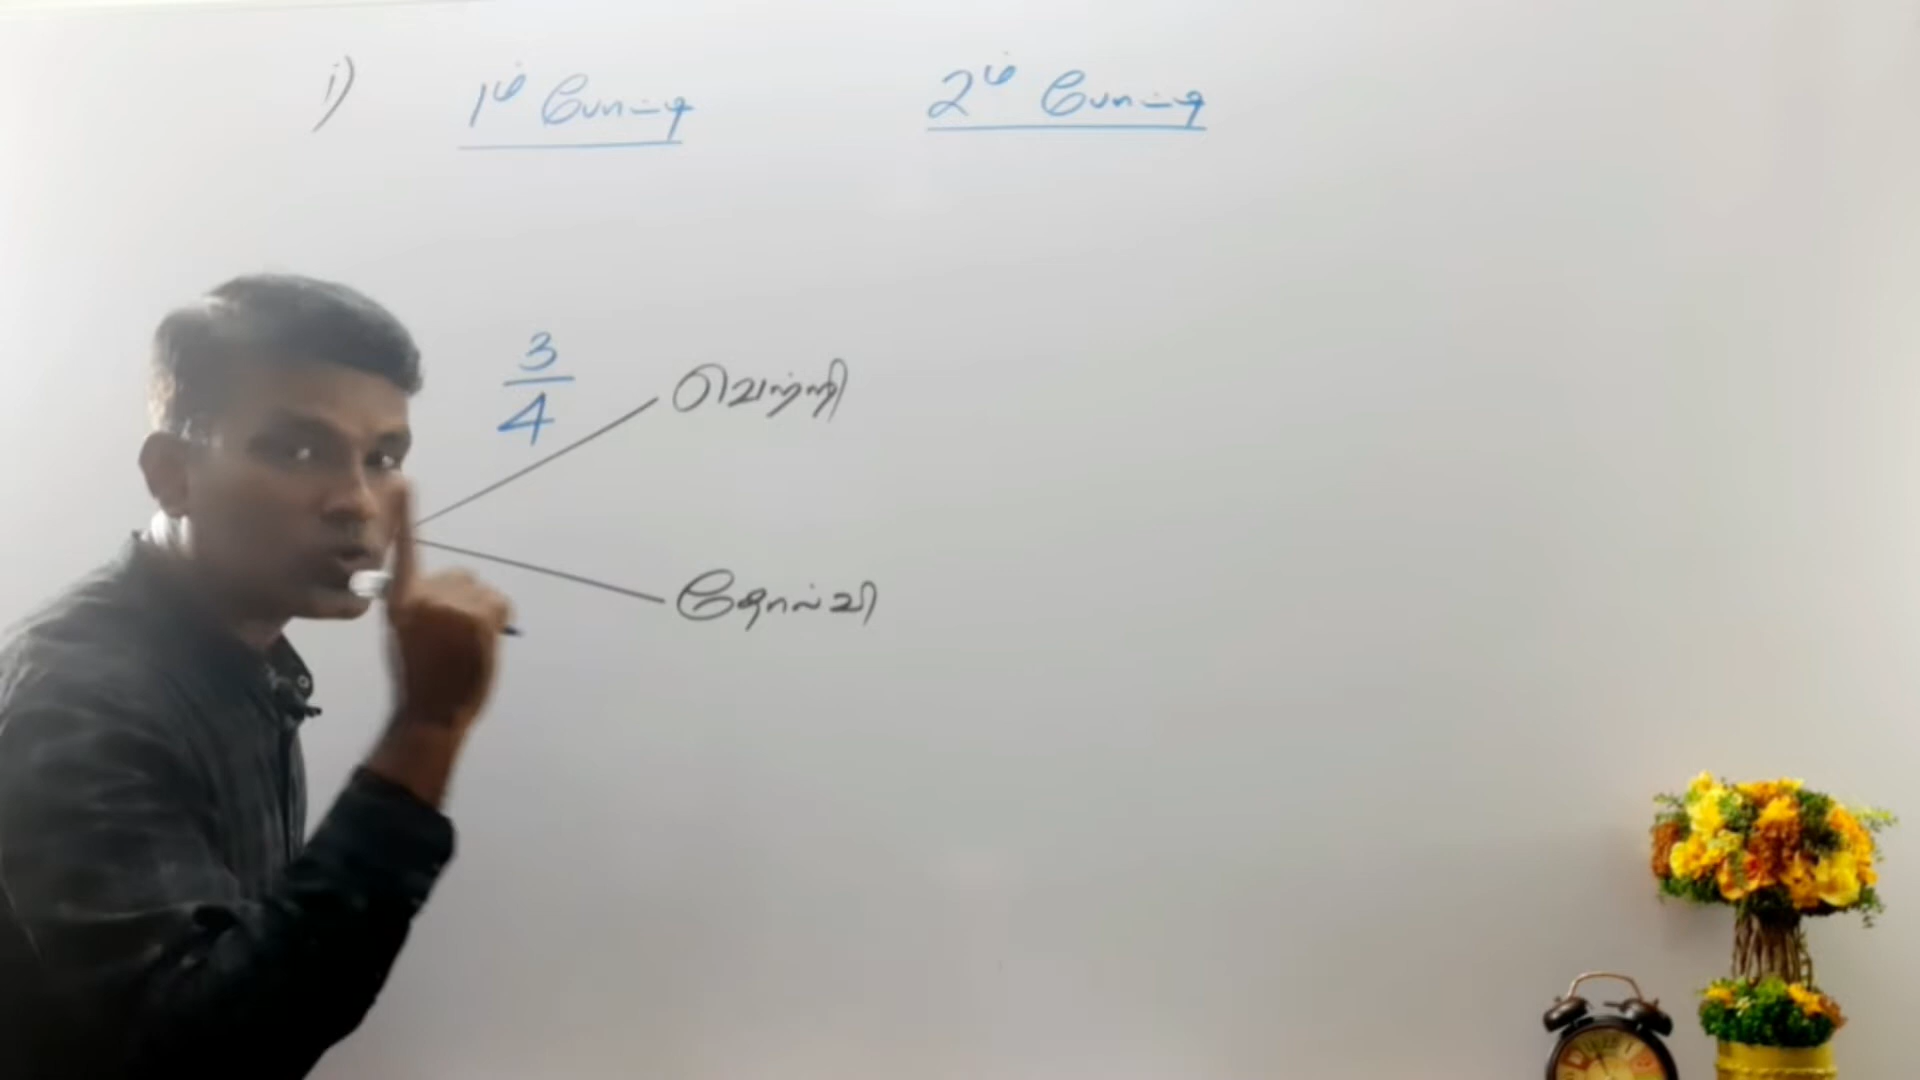 i) 1ம் போட்டி 2ம் போட்டி
3
4
வெற்றி
தோல்வி